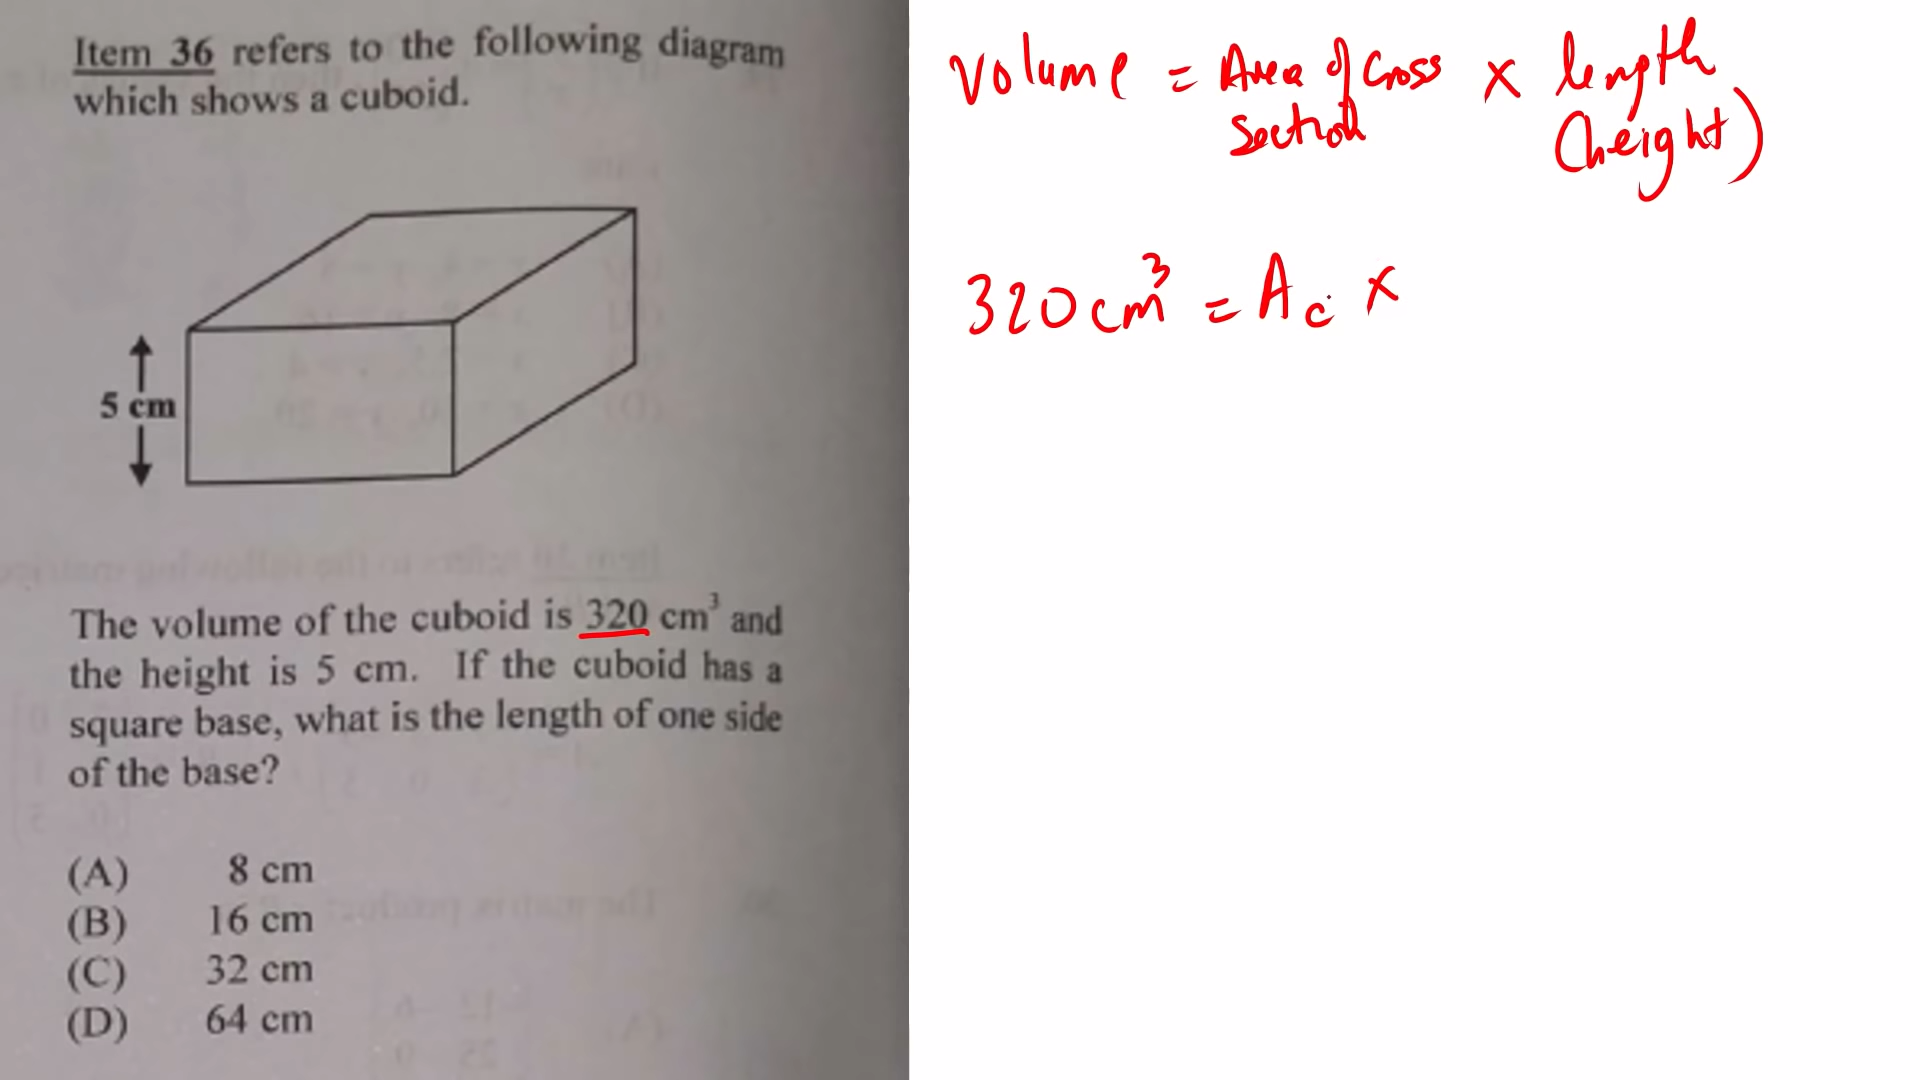 Item 36 refers to the following diagram
which shows a cuboid.
5 cm
The volume of the cuboid is 320 cm³ and
the height is 5 cm. If the cuboid has a
square base, what is the length of one side
of the base?
(A) 8 cm
(B) 16 cm
(C) 32 cm
(D) 64 cm
Volume = Area of Cross × length
Section (height)
320cm³ = Ac ×